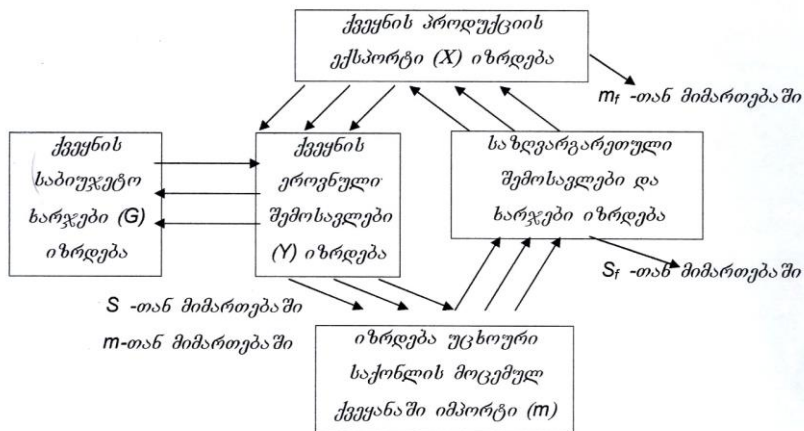 ქვეყნის პროდუქციის
ექსპორტი (X) იზრდება
mf -თან მიმართებაში
ქვეყნის
საბიუჯეტო
ხარჯები (G)
იზრდება
ქვეყნის
ეროვნული
შემოსავლები
(Y) იზრდება
საზღვარგარეთული
შემოსავლები და
ხარჯები იზრდება
Sf -თან მიმართებაში
S -თან მიმართებაში
m-თან მიმართებაში
იზრდება უცხოური
საქონლის მოცემულ
ქვეყანაში იმპორტი (m)